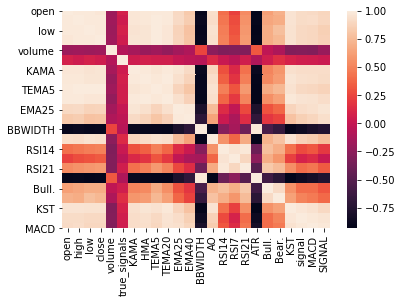 open
low
volume
KAMA
TEMA5
EMA25
BBWIDTH
RSI14
RSI21
Bull.
KST
MACD
open
high
low
close
volume
true_signals
KAMA
HMA
TEMA5
TEMA20
EMA25
EMA40
BBWIDTH
AO
RSI14
RSI7
RSI21
ATR
Bull.
Bear.
KST
signal
MACD
SIGNAL
1.00
0.75
0.50
0.25
0.00
−0.25
−0.50
−0.75